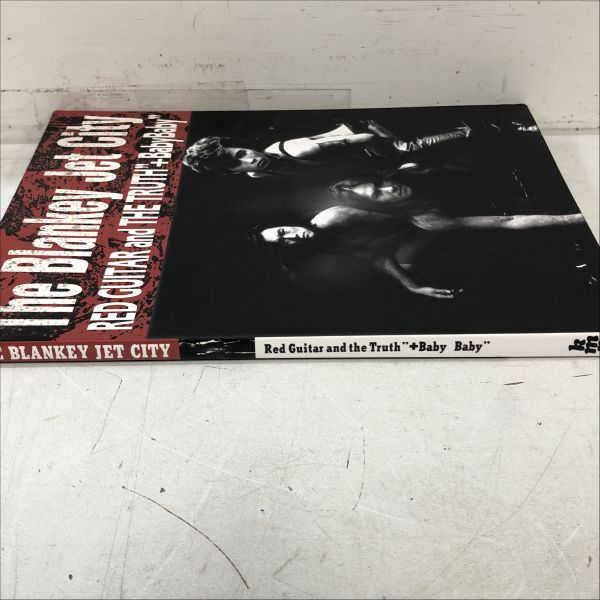 The Blankey Jet City
RED GUITAR and THE TRUTH"+Baby Baby"
BLANKEY JET CITY
Red Guitar and the Truth"+Baby Baby"
km